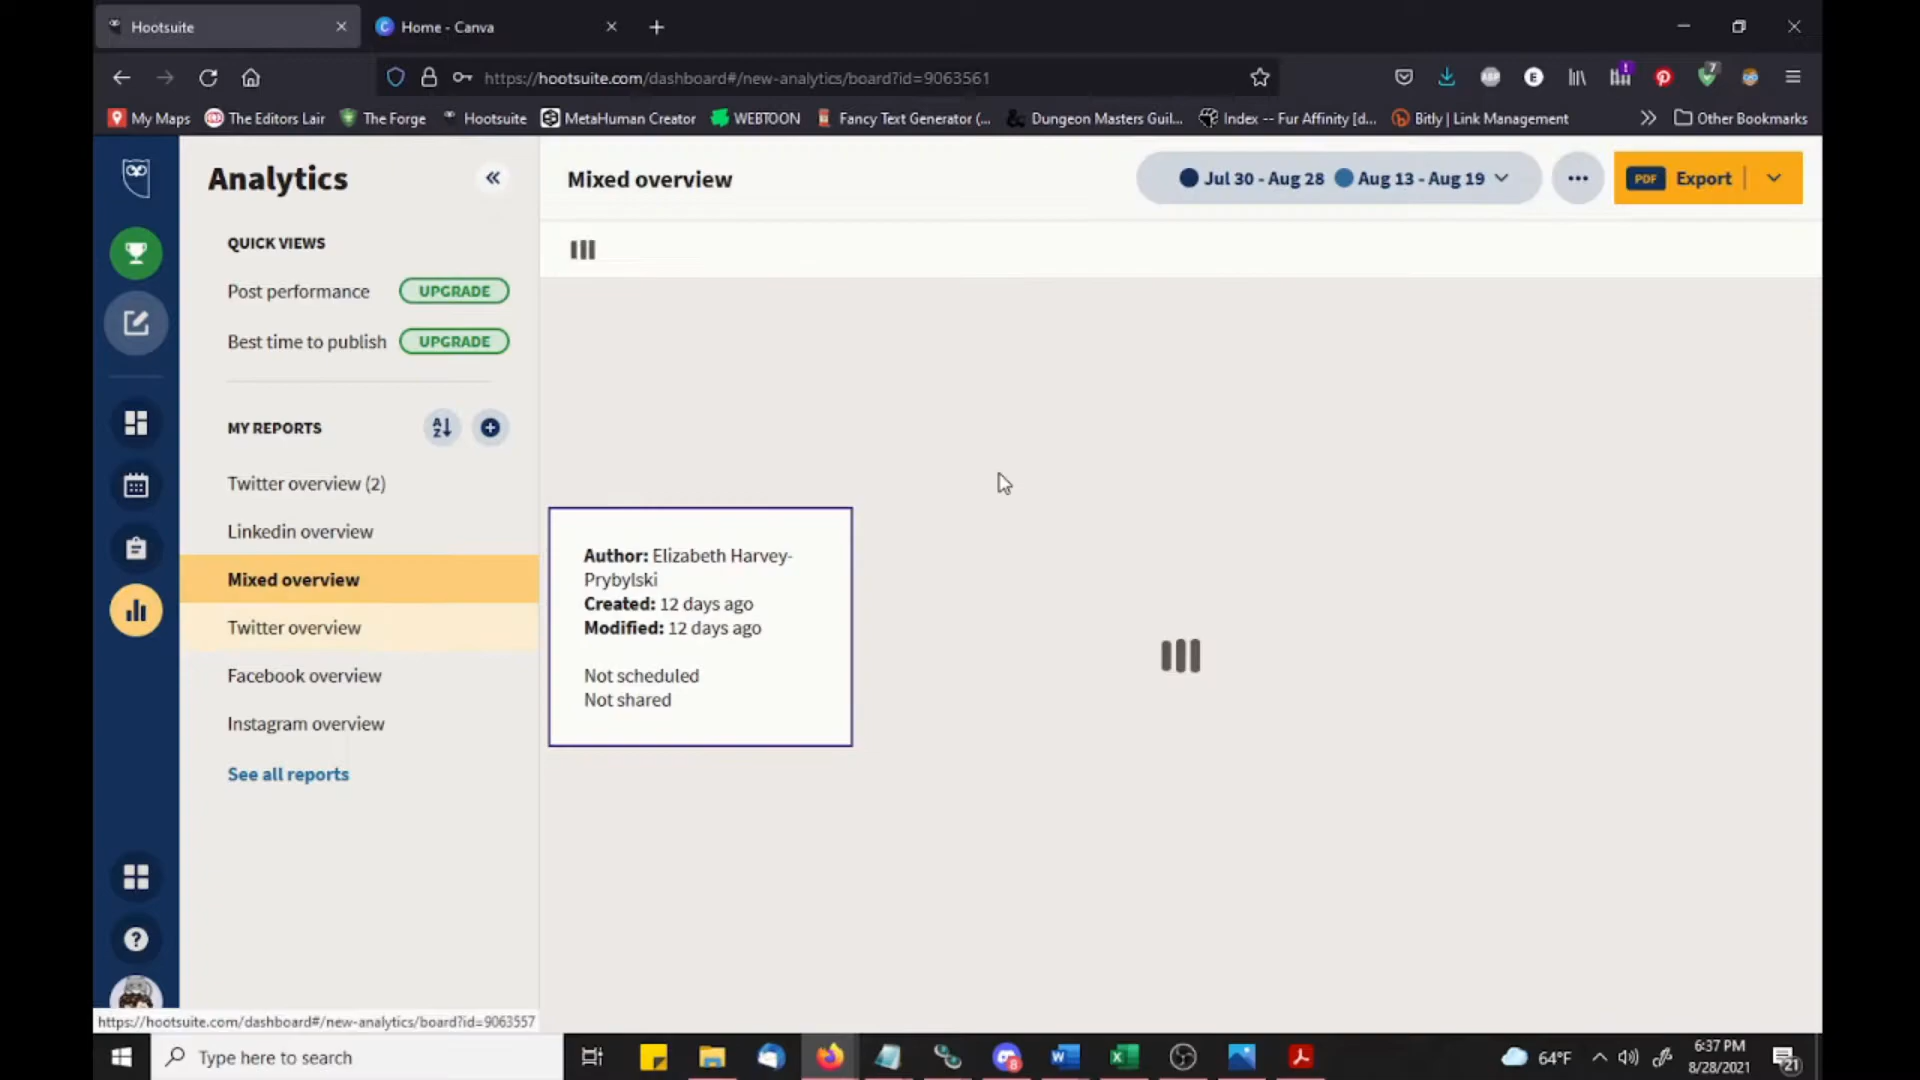 Hootsuite
Home - Canva
https://hootsuite.com/dashboard#/new-analytics/board?id=9063561
ABP
E
!
7
My Maps
The Editors Lair
The Forge
Hootsuite
MetaHuman Creator
WEBTOON
Fancy Text Generator (...
Dungeon Masters Guil...
Index -- Fur Affinity [d...
Bitly | Link Management
Other Bookmarks
Analytics
Mixed overview
Jul 30 - Aug 28
Aug 13 - Aug 19
PDF
Export
QUICK VIEWS
Post performance
UPGRADE
Best time to publish
UPGRADE
MY REPORTS
Twitter overview (2)
Linkedin overview
Mixed overview
Twitter overview
Facebook overview
Instagram overview
See all reports
Author: Elizabeth Harvey-
Prybylski
Created: 12 days ago
Modified: 12 days ago
Not scheduled
Not shared
https://hootsuite.com/dashboard#/new-analytics/board?id=9063557
Type here to search
8
64°F
6:37 PM
8/28/2021
21